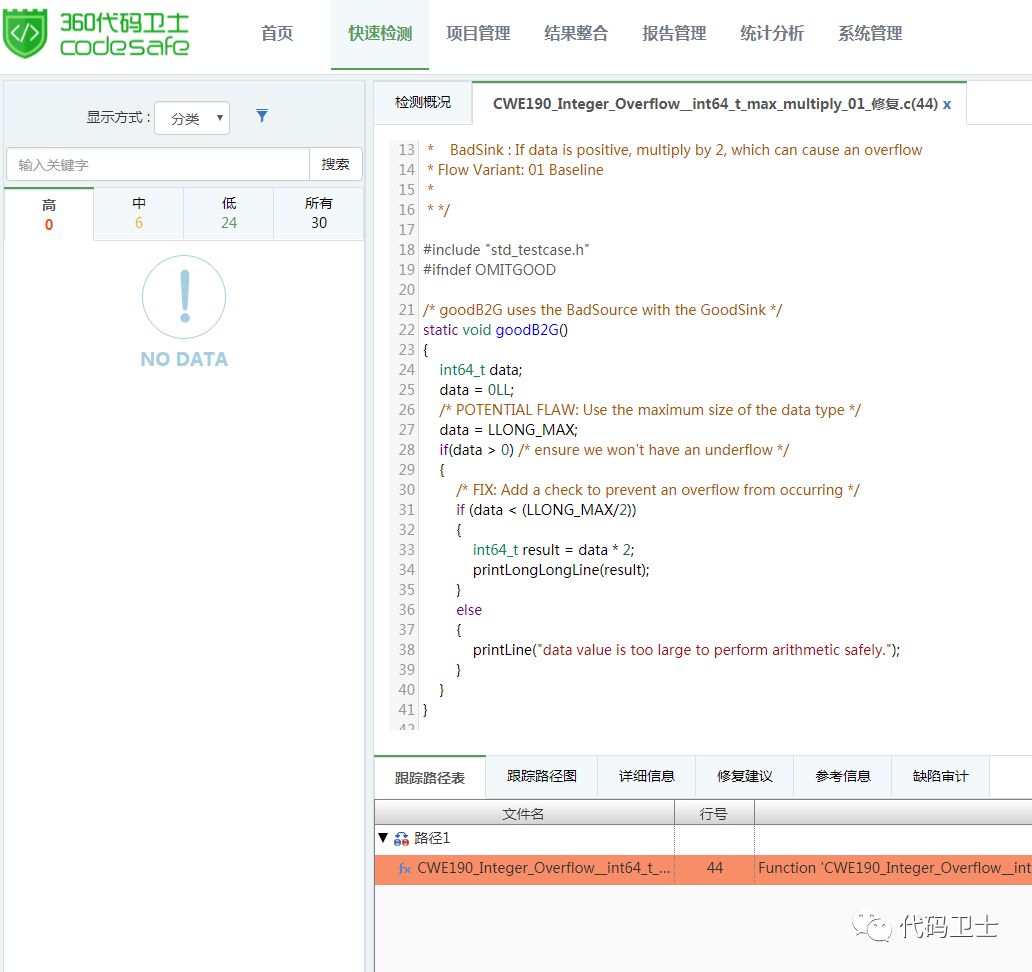 360代码卫士
codesafe
首页 快速检测 项目管理 结果整合 报告管理 统计分析 系统管理
显示方式 : 分类
输入关键字 搜索
高 中 低 所有
0 6 24 30
NO DATA
检测概况 CWE190_Integer_Overflow__int64_t_max_multiply_01_修复.c(44) x
13 * BadSink : If data is positive, multiply by 2, which can cause an overflow
14 * Flow Variant: 01 Baseline
15 *
16 * */
17
18 #include "std_testcase.h"
19 #ifndef OMITGOOD
20
21 /* goodB2G uses the BadSource with the GoodSink */
22 static void goodB2G()
23 {
24 int64_t data;
25 data = 0LL;
26 /* POTENTIAL FLAW: Use the maximum size of the data type */
27 data = LLONG_MAX;
28 if(data > 0) /* ensure we won't have an underflow */
29 {
30 /* FIX: Add a check to prevent an overflow from occurring */
31 if (data < (LLONG_MAX/2))
32 {
33 int64_t result = data * 2;
34 printLongLongLine(result);
35 }
36 else
37 {
38 printLine("data value is too large to perform arithmetic safely.");
39 }
40 }
41 }
42
跟踪路径表 跟踪路径图 详细信息 修复建议 参考信息 缺陷审计
文件名 行号
路径1
fx CWE190_Integer_Overflow__int64_t_... 44 Function 'CWE190_Integer_Overflow__int
代码卫士